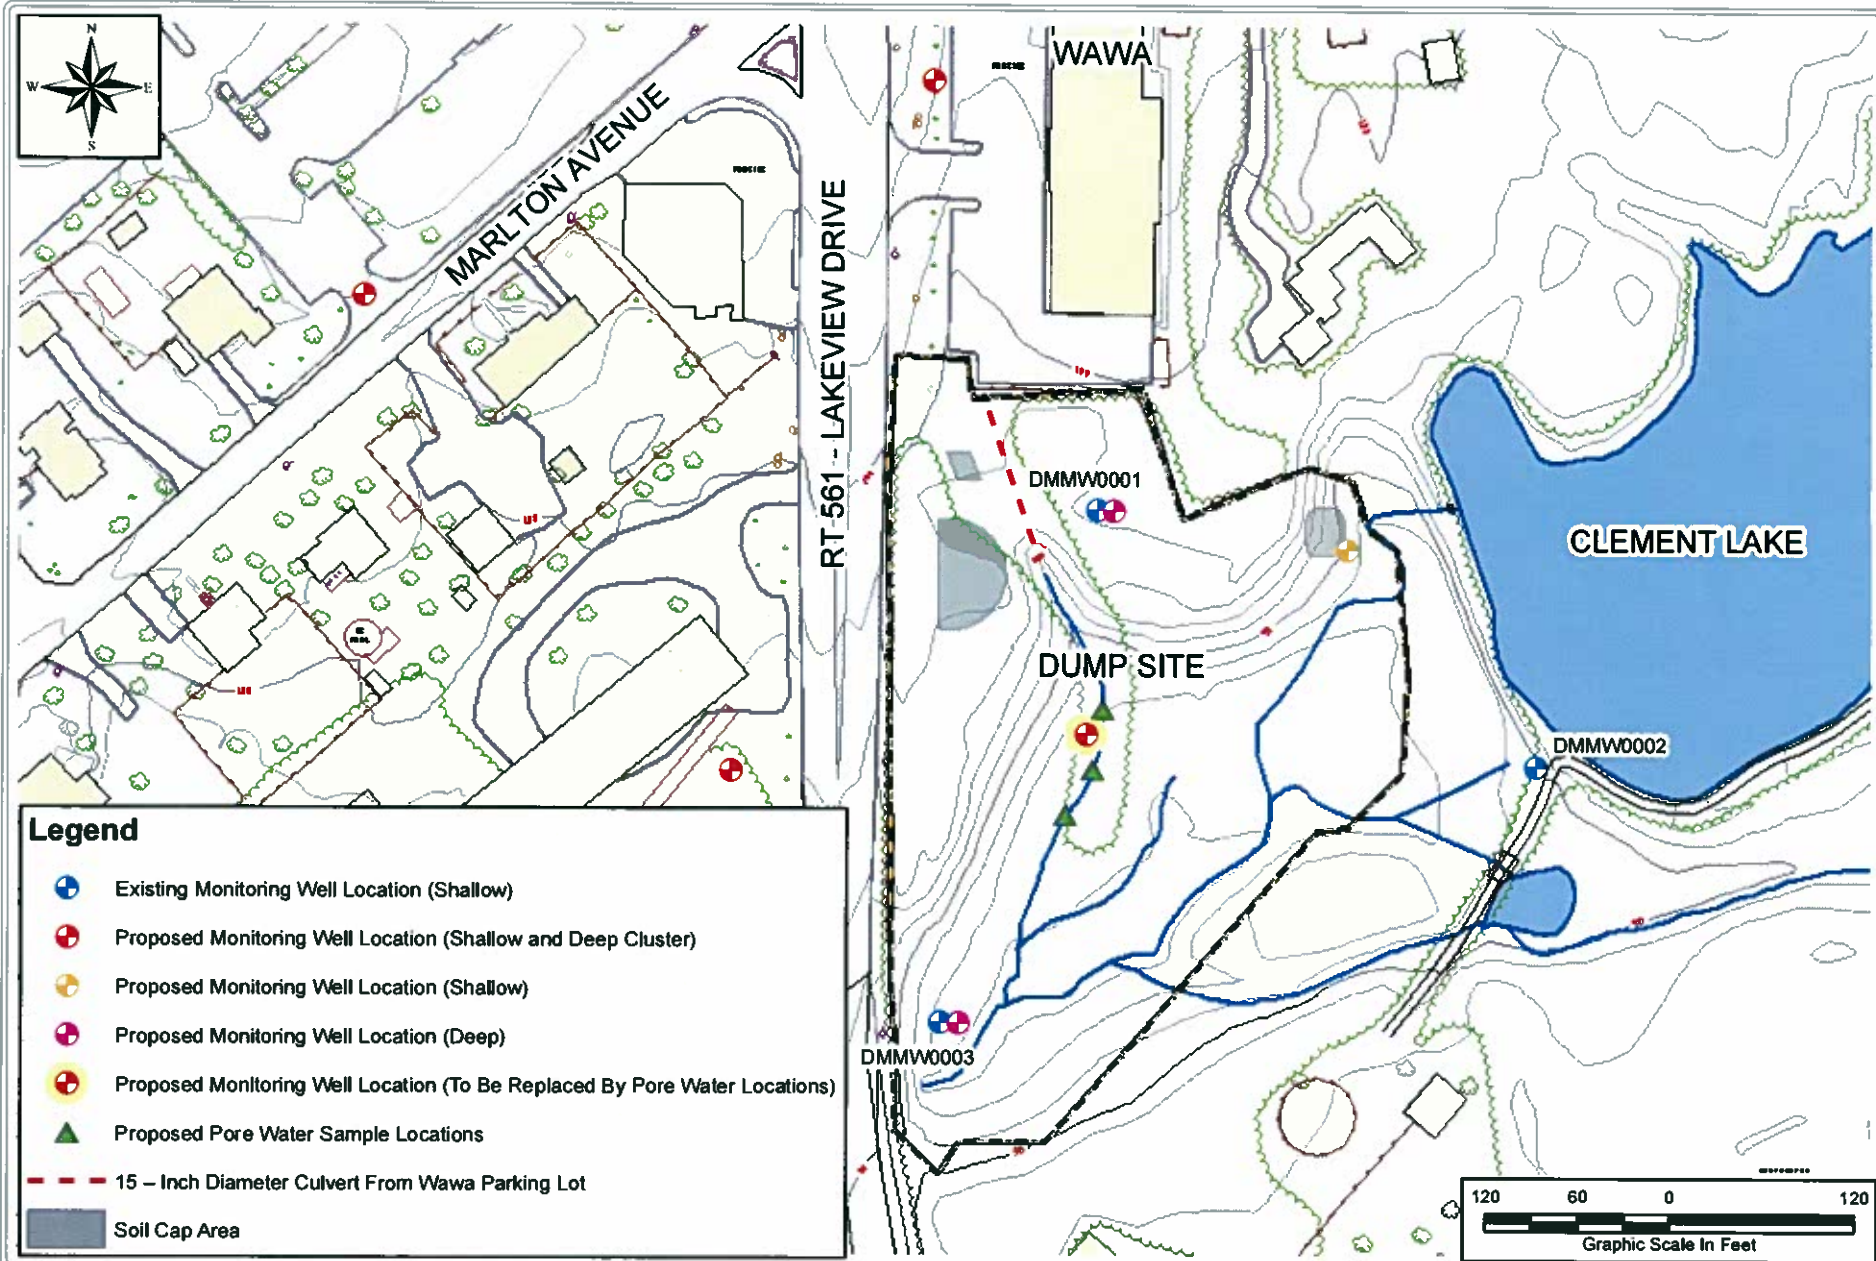 N
W E
S
WAWA
MARLTON AVENUE
RT 561 - LAKEVIEW DRIVE
DMMW0001
CLEMENT LAKE
DUMP SITE
DMMW0002
DMMW0003
Legend
Existing Monitoring Well Location (Shallow)
Proposed Monitoring Well Location (Shallow and Deep Cluster)
Proposed Monitoring Well Location (Shallow)
Proposed Monitoring Well Location (Deep)
Proposed Monitoring Well Location (To Be Replaced By Pore Water Locations)
Proposed Pore Water Sample Locations
15 – Inch Diameter Culvert From Wawa Parking Lot
Soil Cap Area
120 60 0 120
Graphic Scale In Feet